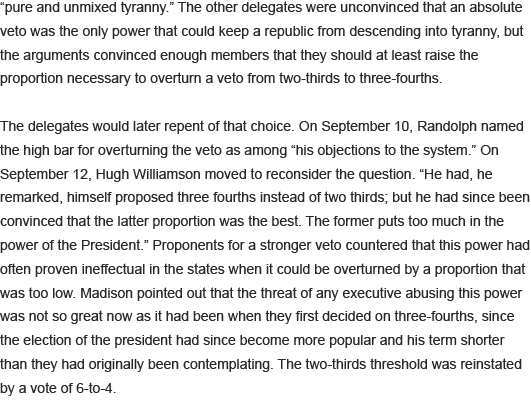 “pure and unmixed tyranny.” The other delegates were unconvinced that an absolute
veto was the only power that could keep a republic from descending into tyranny, but
the arguments convinced enough members that they should at least raise the
proportion necessary to overturn a veto from two-thirds to three-fourths.
The delegates would later repent of that choice. On September 10, Randolph named
the high bar for overturning the veto as among “his objections to the system.” On
September 12, Hugh Williamson moved to reconsider the question. “He had, he
remarked, himself proposed three fourths instead of two thirds; but he had since been
convinced that the latter proportion was the best. The former puts too much in the
power of the President.” Proponents for a stronger veto countered that this power had
often proven ineffectual in the states when it could be overturned by a proportion that
was too low. Madison pointed out that the threat of any executive abusing this power
was not so great now as it had been when they first decided on three-fourths, since
the election of the president had since become more popular and his term shorter
than they had originally been contemplating. The two-thirds threshold was reinstated
by a vote of 6-to-4.